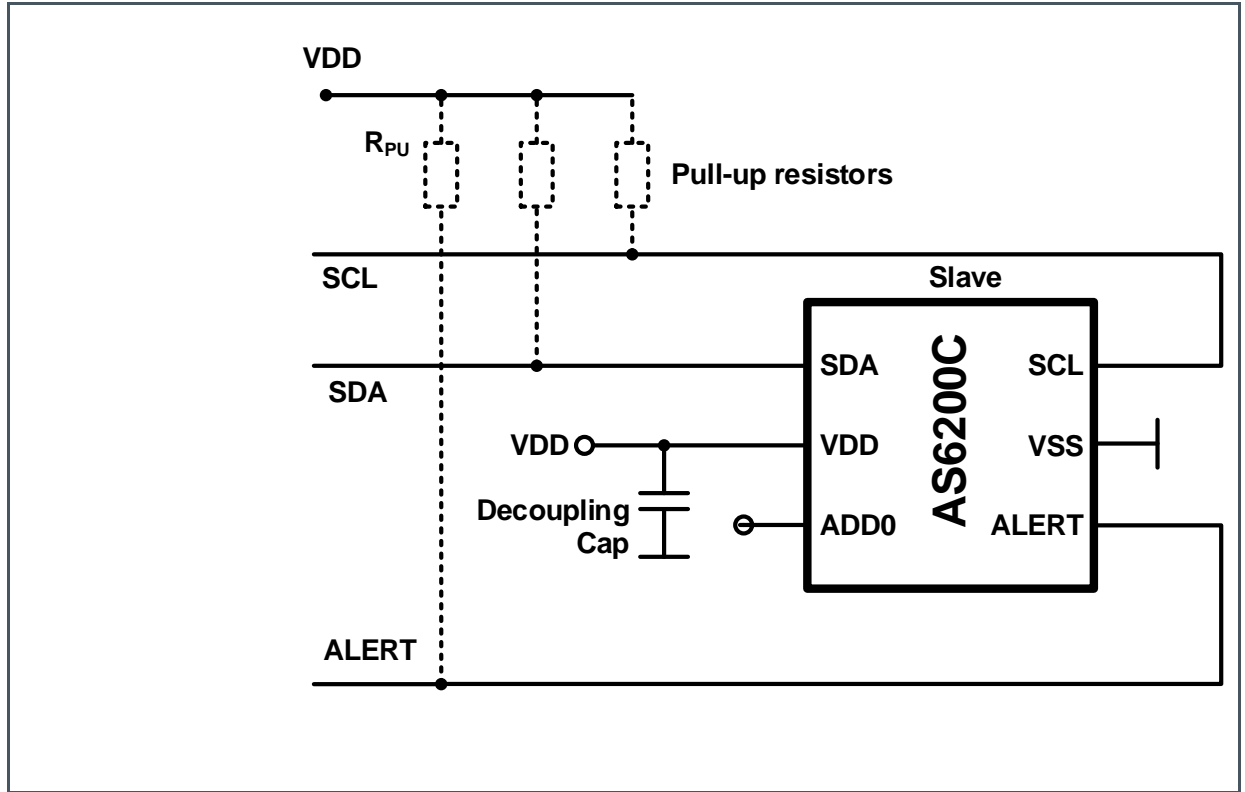 VDD
RPU
Pull-up resistors
SCL
Slave
SDA
SDA
SCL
VDD
VDD
VSS
AS6200C
Decoupling
Cap
ADD0
ALERT
ALERT